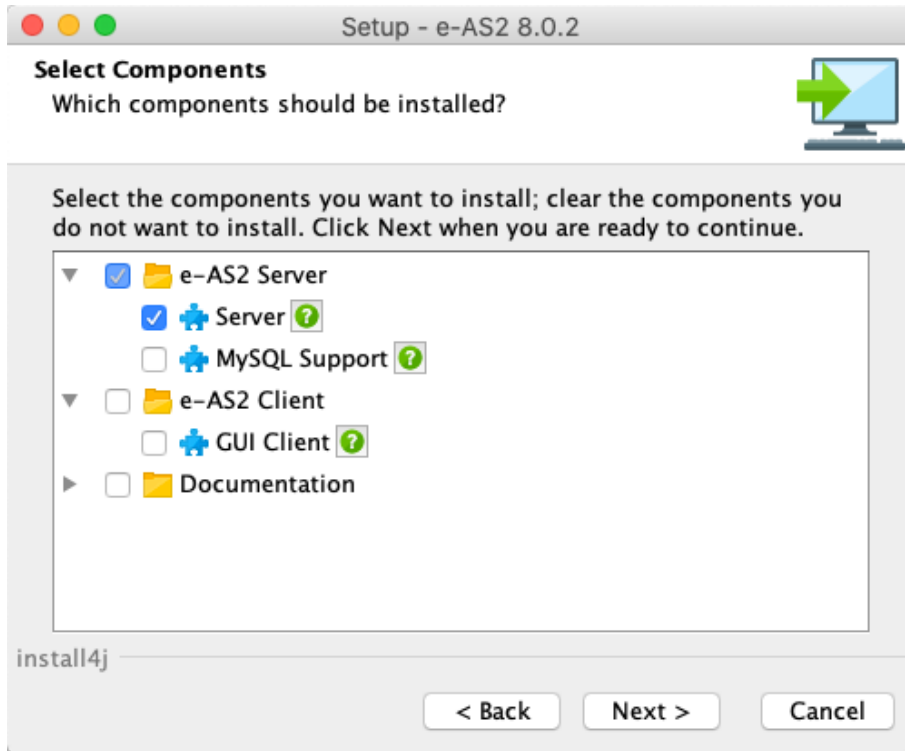 Setup - e-AS2 8.0.2
Select Components
Which components should be installed?
Select the components you want to install; clear the components you
do not want to install. Click Next when you are ready to continue.
e-AS2 Server
Server ?
MySQL Support ?
e-AS2 Client
GUI Client ?
Documentation
install4j
< Back Next > Cancel